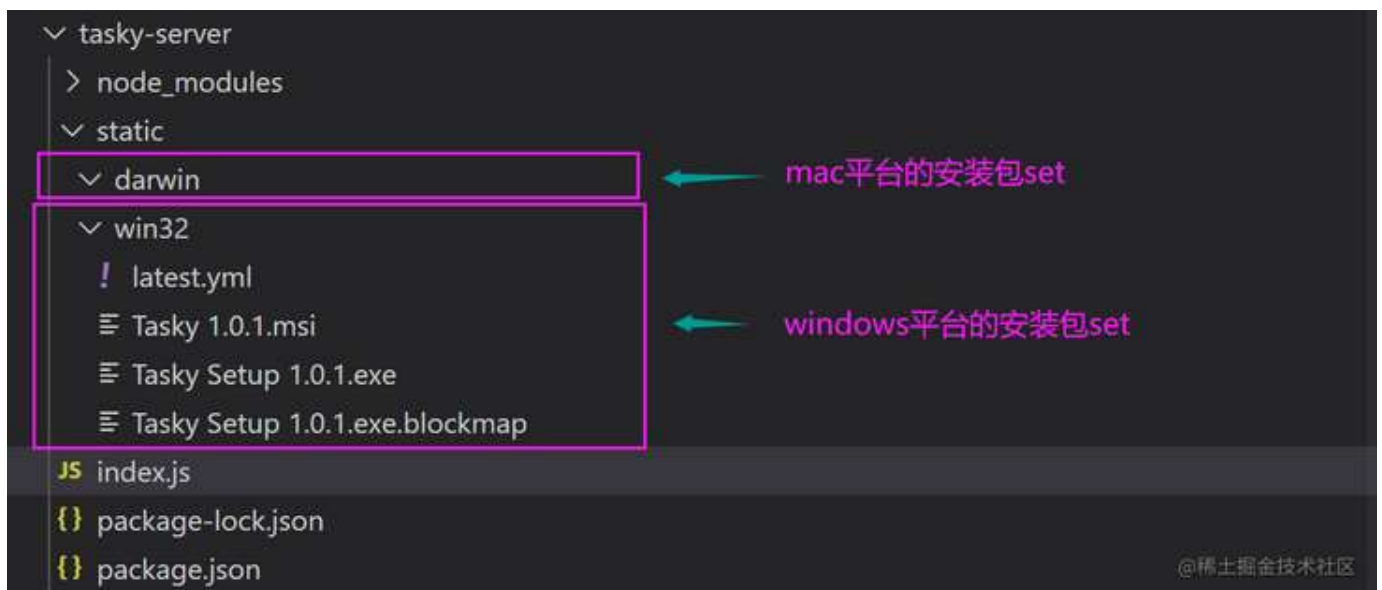 tasky-server
node_modules
static
darwin
mac平台的安装包set
win32
! latest.yml
Tasky 1.0.1.msi
windows平台的安装包set
Tasky Setup 1.0.1.exe
Tasky Setup 1.0.1.exe.blockmap
JS index.js
{} package-lock.json
{} package.json
@稀土掘金技术社区